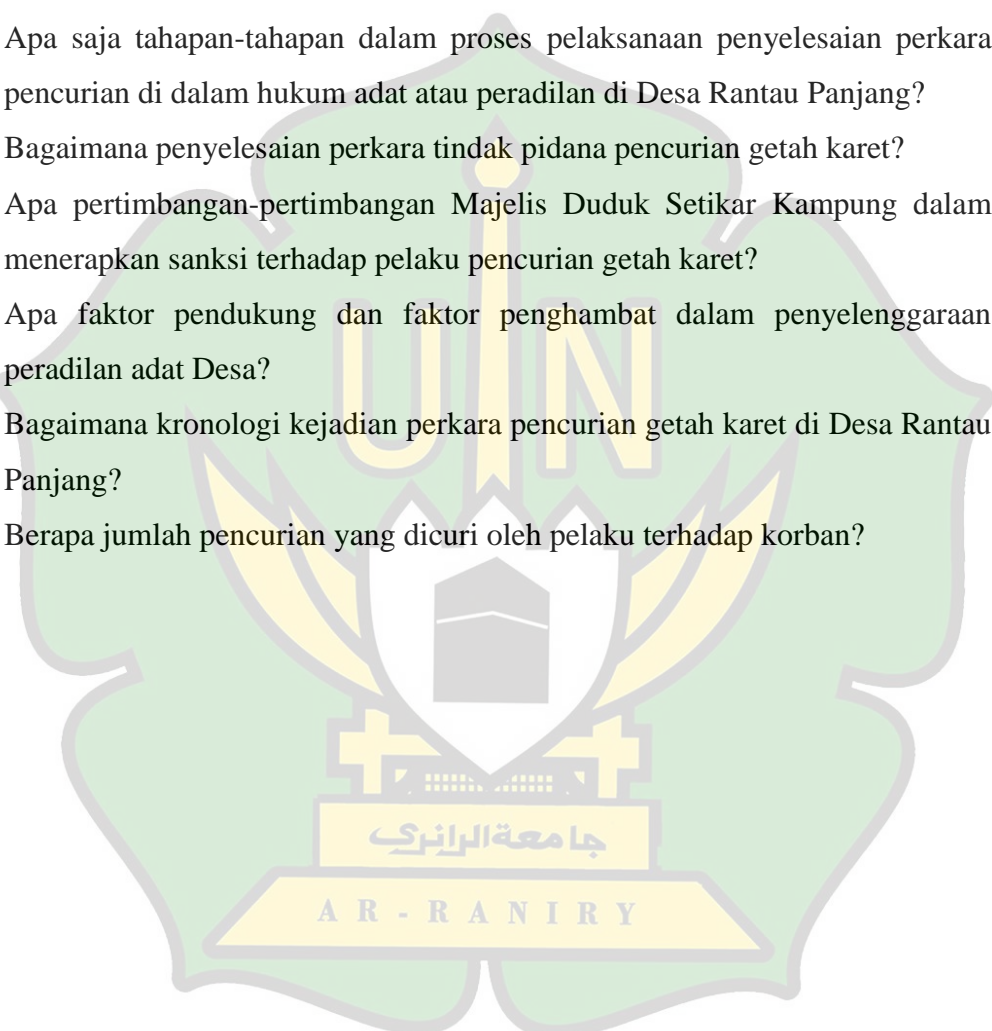 Apa saja tahapan-tahapan dalam proses pelaksanaan penyelesaian perkara
pencurian di dalam hukum adat atau peradilan di Desa Rantau Panjang?
Bagaimana penyelesaian perkara tindak pidana pencurian getah karet?
Apa pertimbangan-pertimbangan Majelis Duduk Setikar Kampung dalam
menerapkan sanksi terhadap pelaku pencurian getah karet?
Apa faktor pendukung dan faktor penghambat dalam penyelenggaraan
peradilan adat Desa?
Bagaimana kronologi kejadian perkara pencurian getah karet di Desa Rantau
Panjang?
Berapa jumlah pencurian yang dicuri oleh pelaku terhadap korban?
UIN
جامعة الرانري
AR-RANIRY